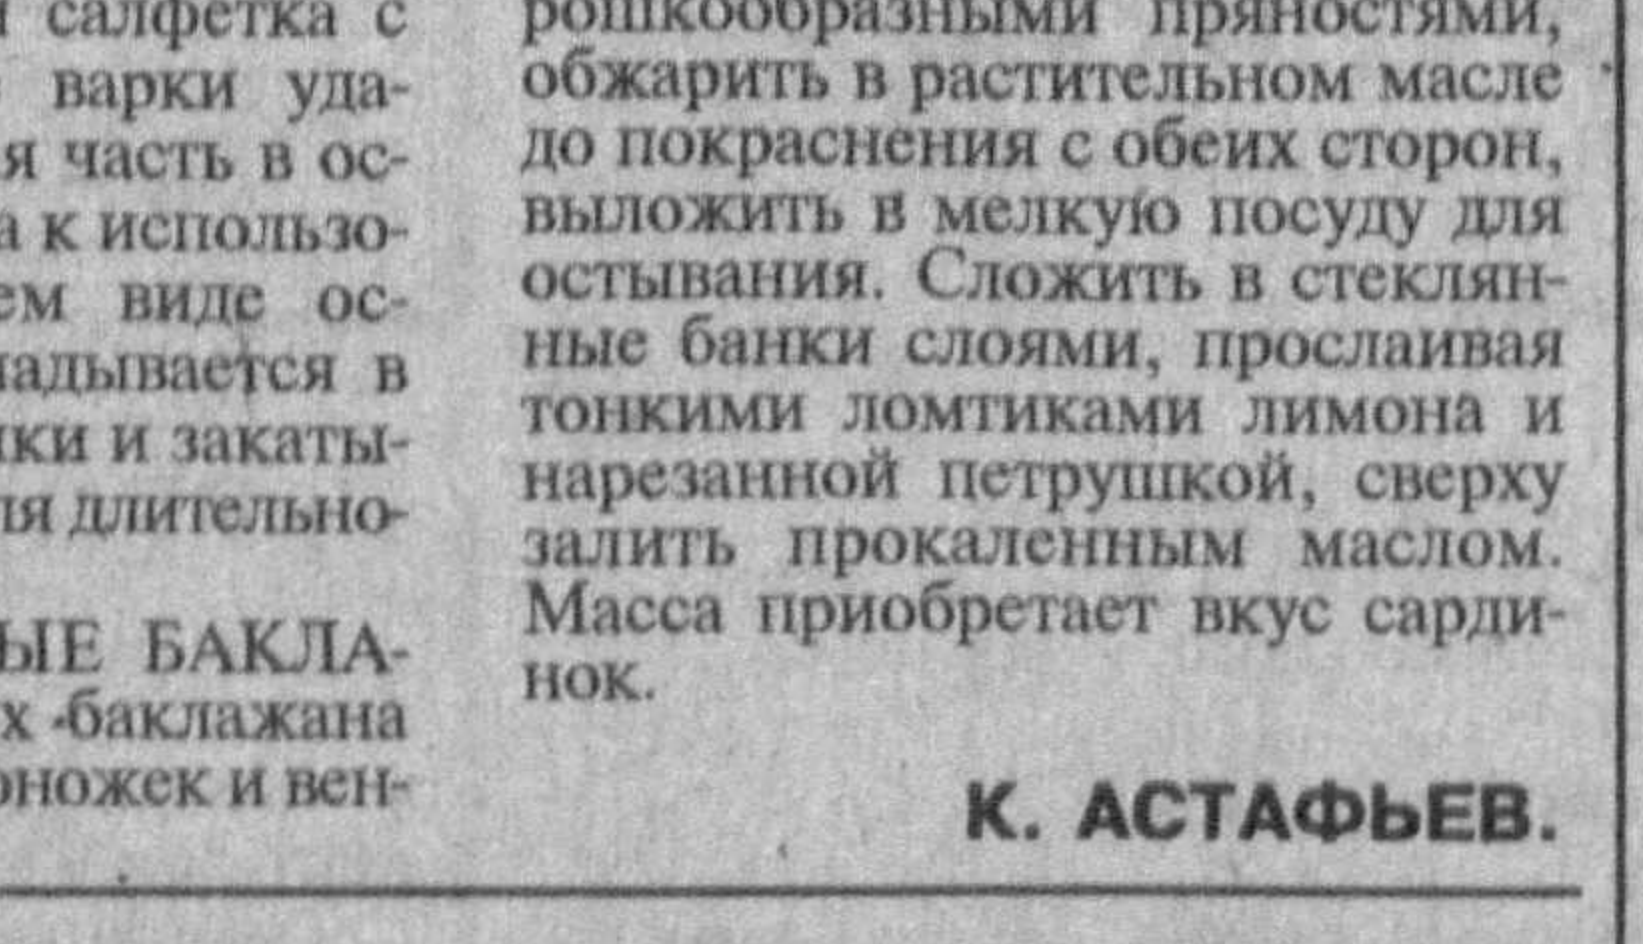 салфетка с
варки уда-
я часть в ос-
а к использо-
ем виде ос-
ладывается в
ки и закаты-
ля длительно-
ЫЕ БАКЛА-
х баклажана
оножек и вен-
рошкообразными пряностями,
обжарить в растительном масле
до покраснения с обеих сторон,
выложить в мелкую посуду для
остывания. Сложить в стеклян-
ные банки слоями, прослаивая
тонкими ломтиками лимона и
нарезанной петрушкой, сверху
залить прокаленным маслом.
Масса приобретает вкус сарди-
нок.
К. АСТАФЬЕВ.